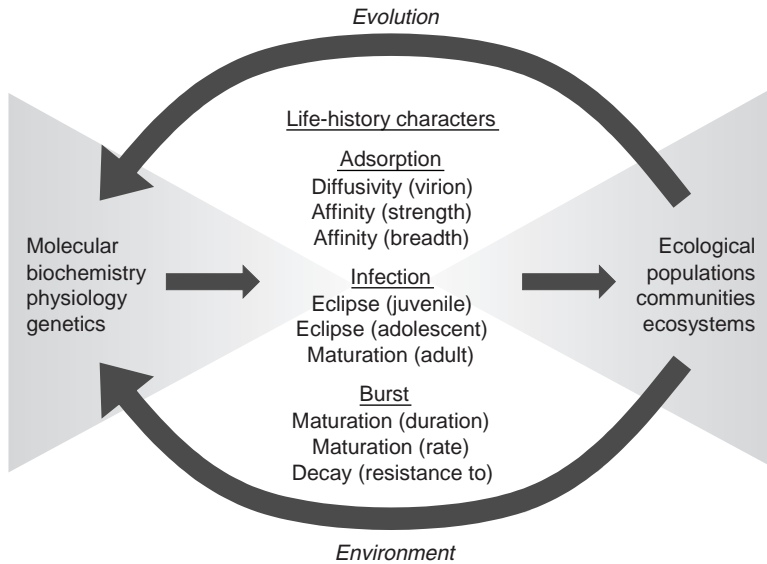 Evolution
Life-history characters
Adsorption
Diffusivity (virion)
Affinity (strength)
Affinity (breadth)
Molecular
biochemistry
physiology
genetics
Infection
Eclipse (juvenile)
Eclipse (adolescent)
Maturation (adult)
Ecological
populations
communities
ecosystems
Burst
Maturation (duration)
Maturation (rate)
Decay (resistance to)
Environment